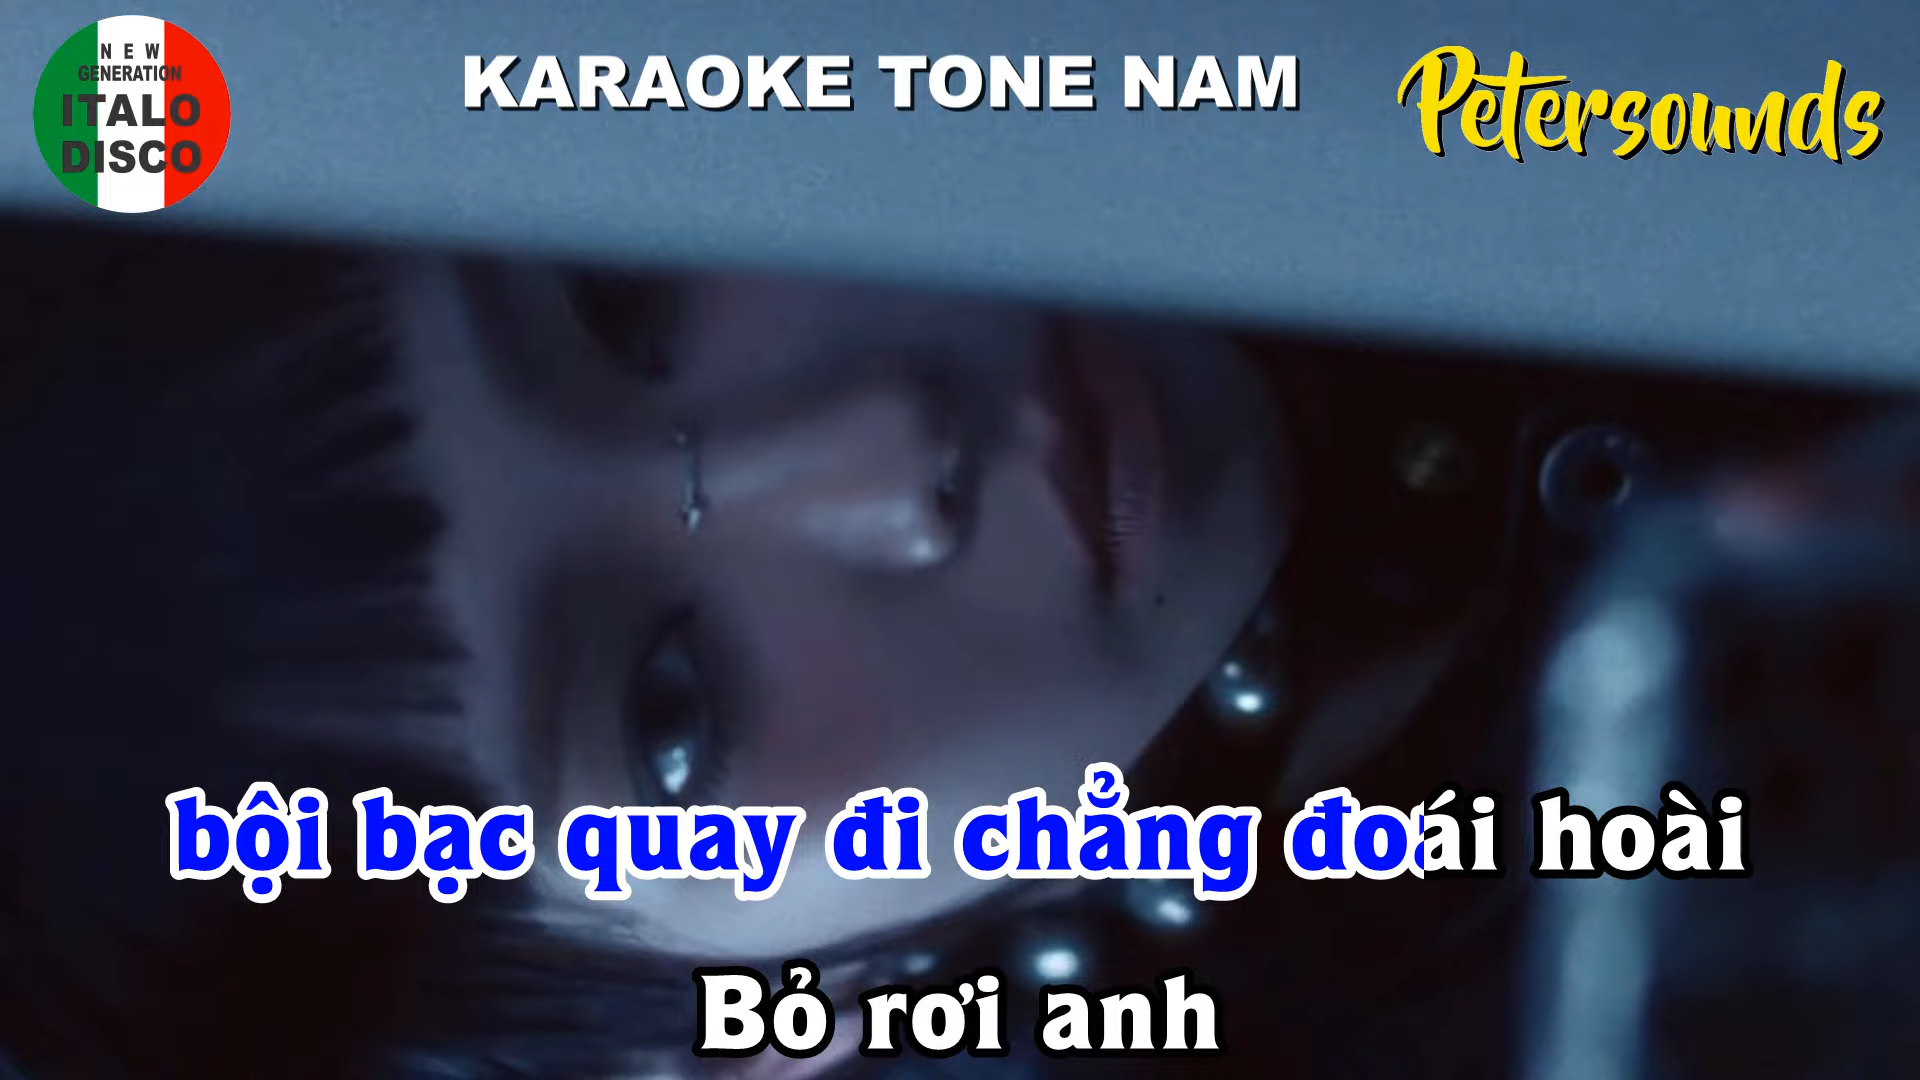 NEW
GENERATION
ITALO
DISCO
KARAOKE TONE NAM
Petersounds
bội bạc quay đi chẳng đoái hoài
Bỏ rơi anh